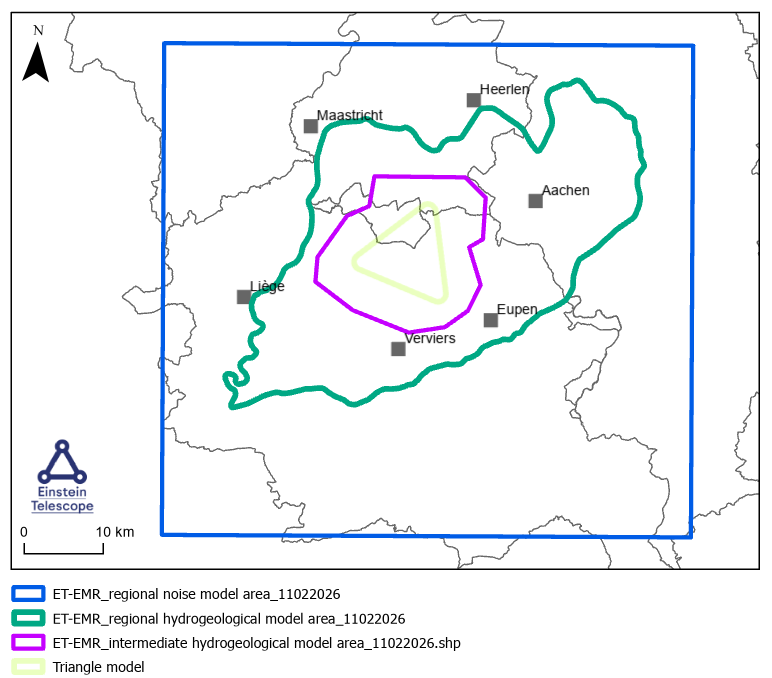 N
Heerlen
Maastricht
Aachen
Liège
Eupen
Verviers
Einstein
Telescope
0 10 km
ET-EMR_regional noise model area_11022026
ET-EMR_regional hydrogeological model area_11022026
ET-EMR_intermediate hydrogeological model area_11022026.shp
Triangle model